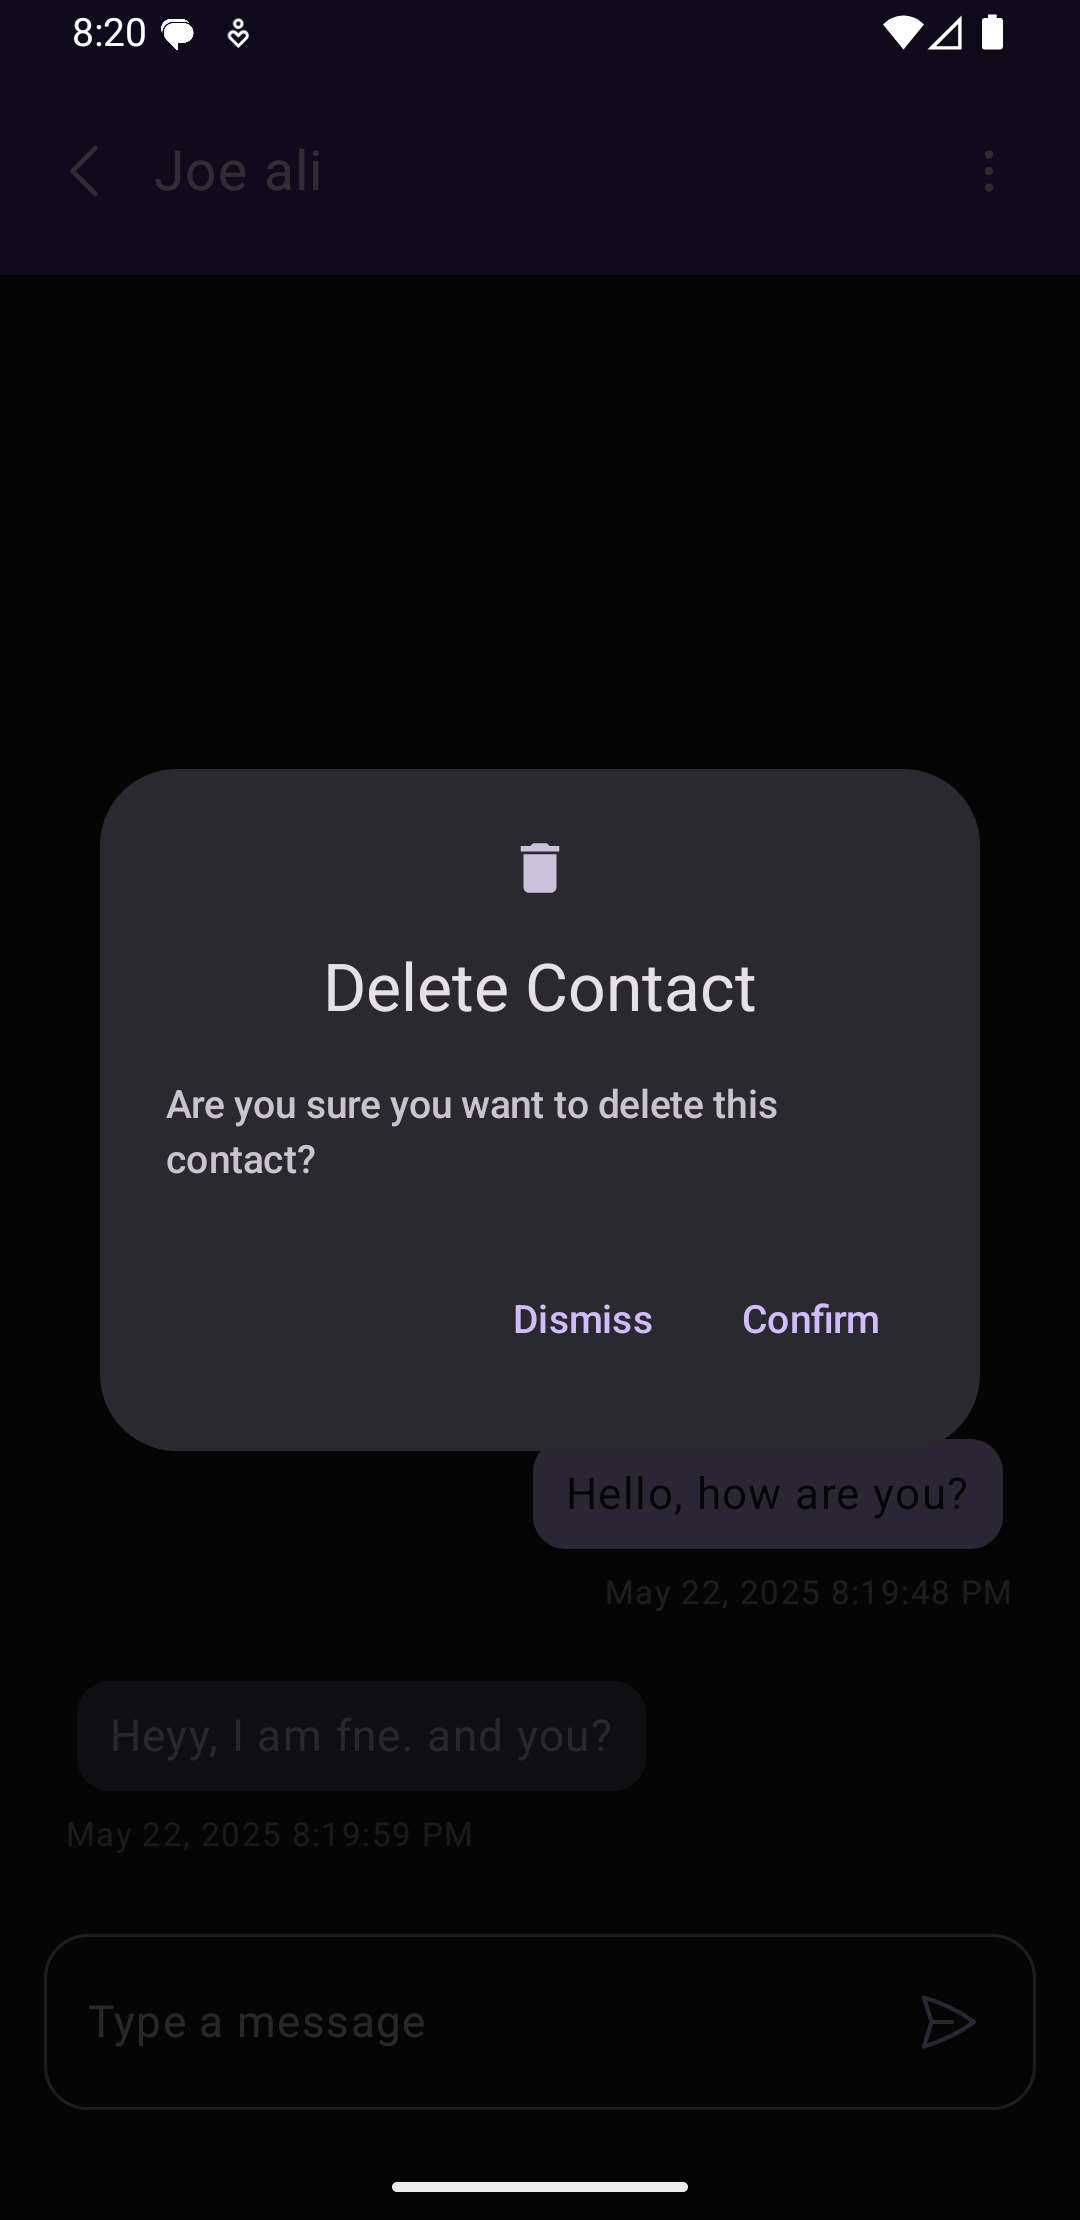 8:20
Joe ali
Delete Contact
Are you sure you want to delete this
contact?
Dismiss
Confirm
Hello, how are you?
May 22, 2025 8:19:48 PM
Heyy, I am fne. and you?
May 22, 2025 8:19:59 PM
Type a message